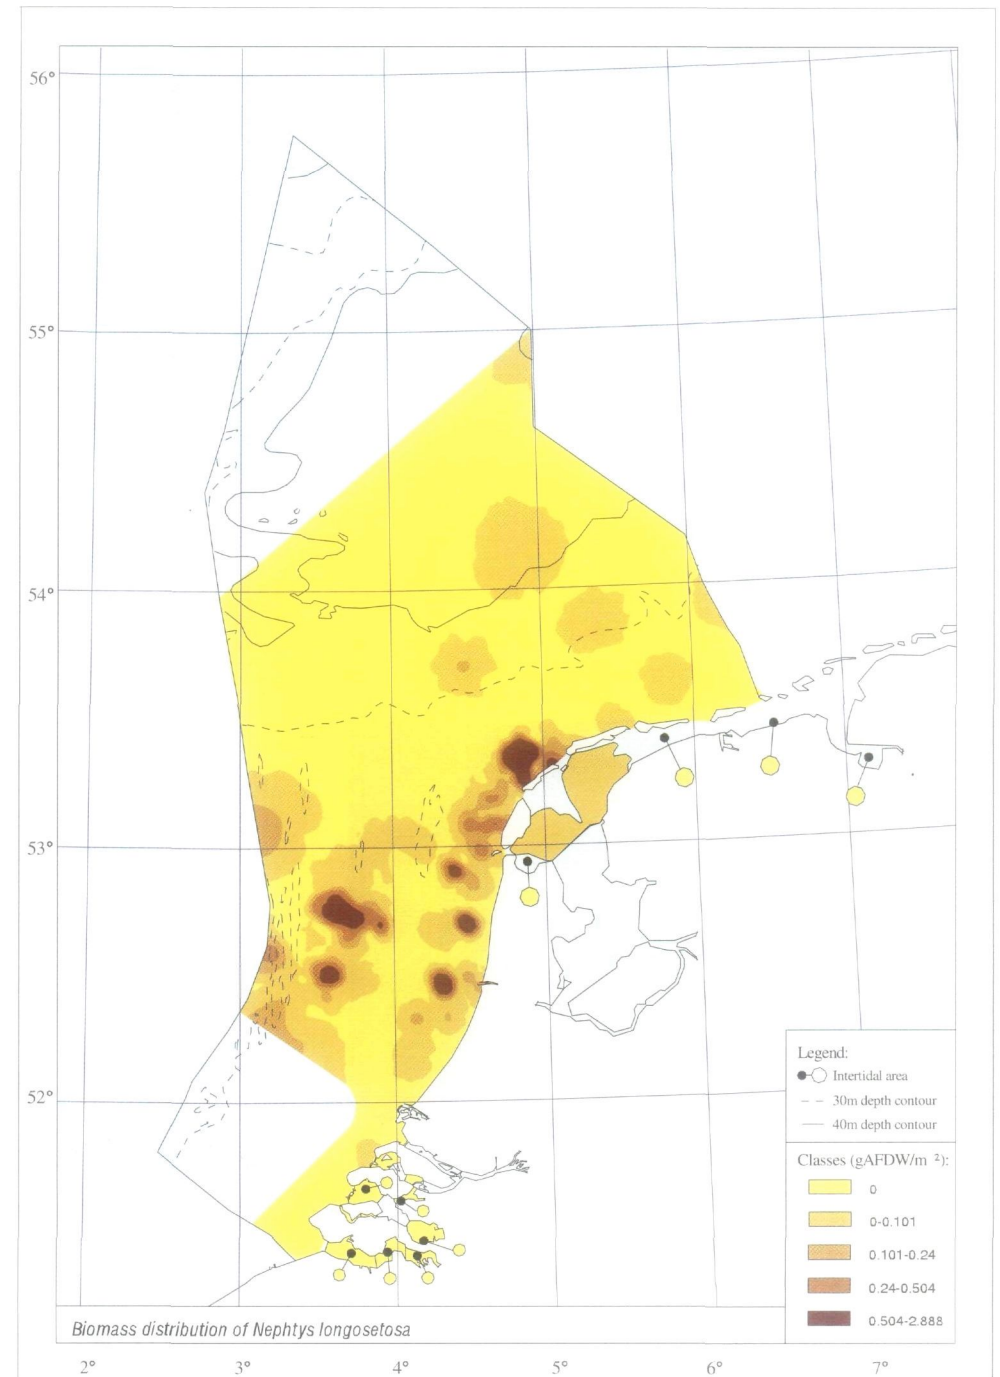 56°
55°
54°
53°
52°
Legend:
Intertidal area
30m depth contour
40m depth contour
Classes (gAFDW/m ²):
0
0-0.101
0.101-0.24
0.24-0.504
0.504-2.888
Biomass distribution of Nephtys longosetosa
2° 3° 4° 5° 6° 7°